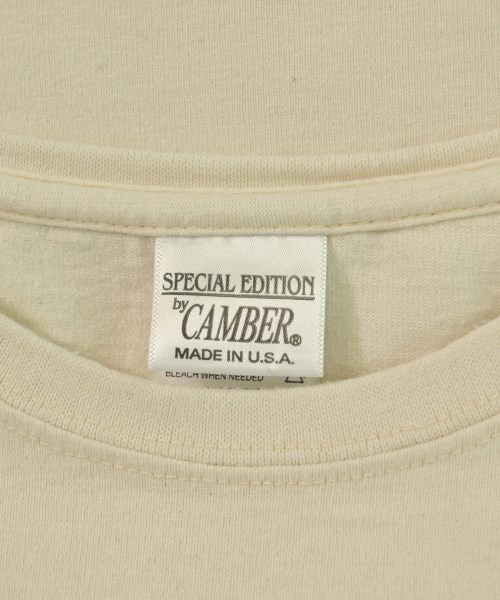 SPECIAL EDITION
by CAMBER®
MADE IN U.S.A.
BLEACH WHEN NEEDED